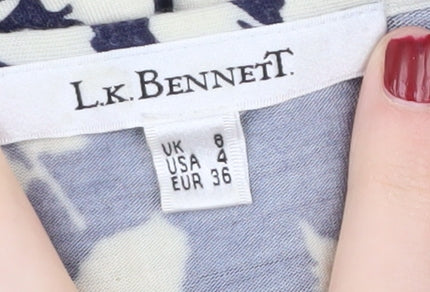 L.K. BENNETT
UK 8
USA 4
EUR 36